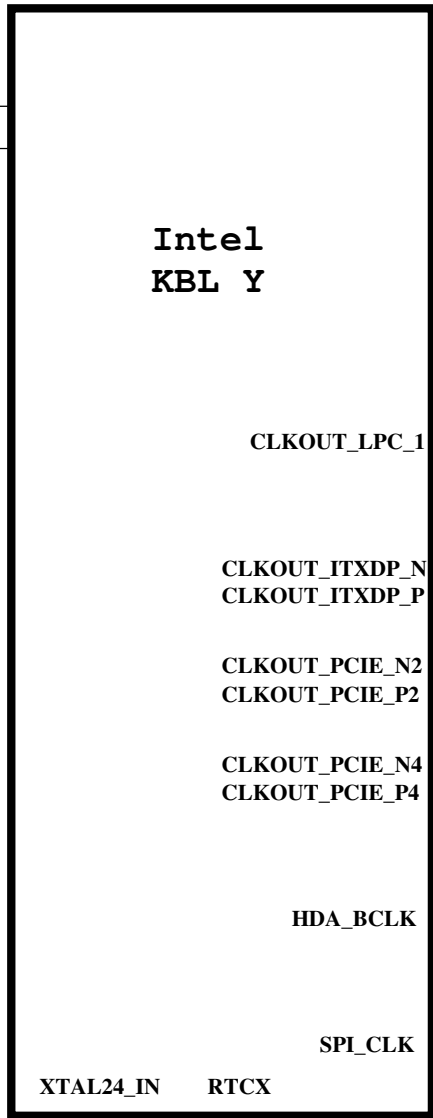 Intel
KBL Y
CLKOUT_LPC_1
CLKOUT_ITXDP_N
CLKOUT_ITXDP_P
CLKOUT_PCIE_N2
CLKOUT_PCIE_P2
CLKOUT_PCIE_N4
CLKOUT_PCIE_P4
HDA_BCLK
SPI_CLK
XTAL24_IN RTCX